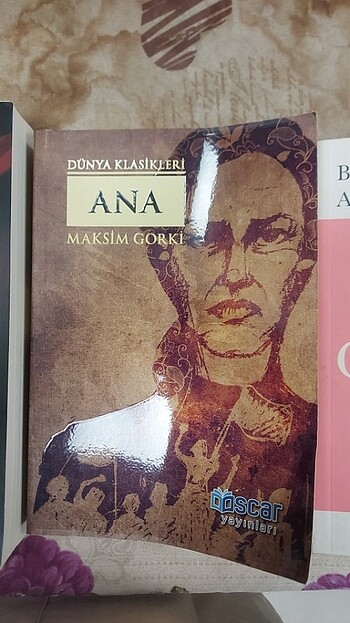 DÜNYA KLASİKLERİ
ANA
MAKSİM GORKİ
oscar
yayınları
B
A